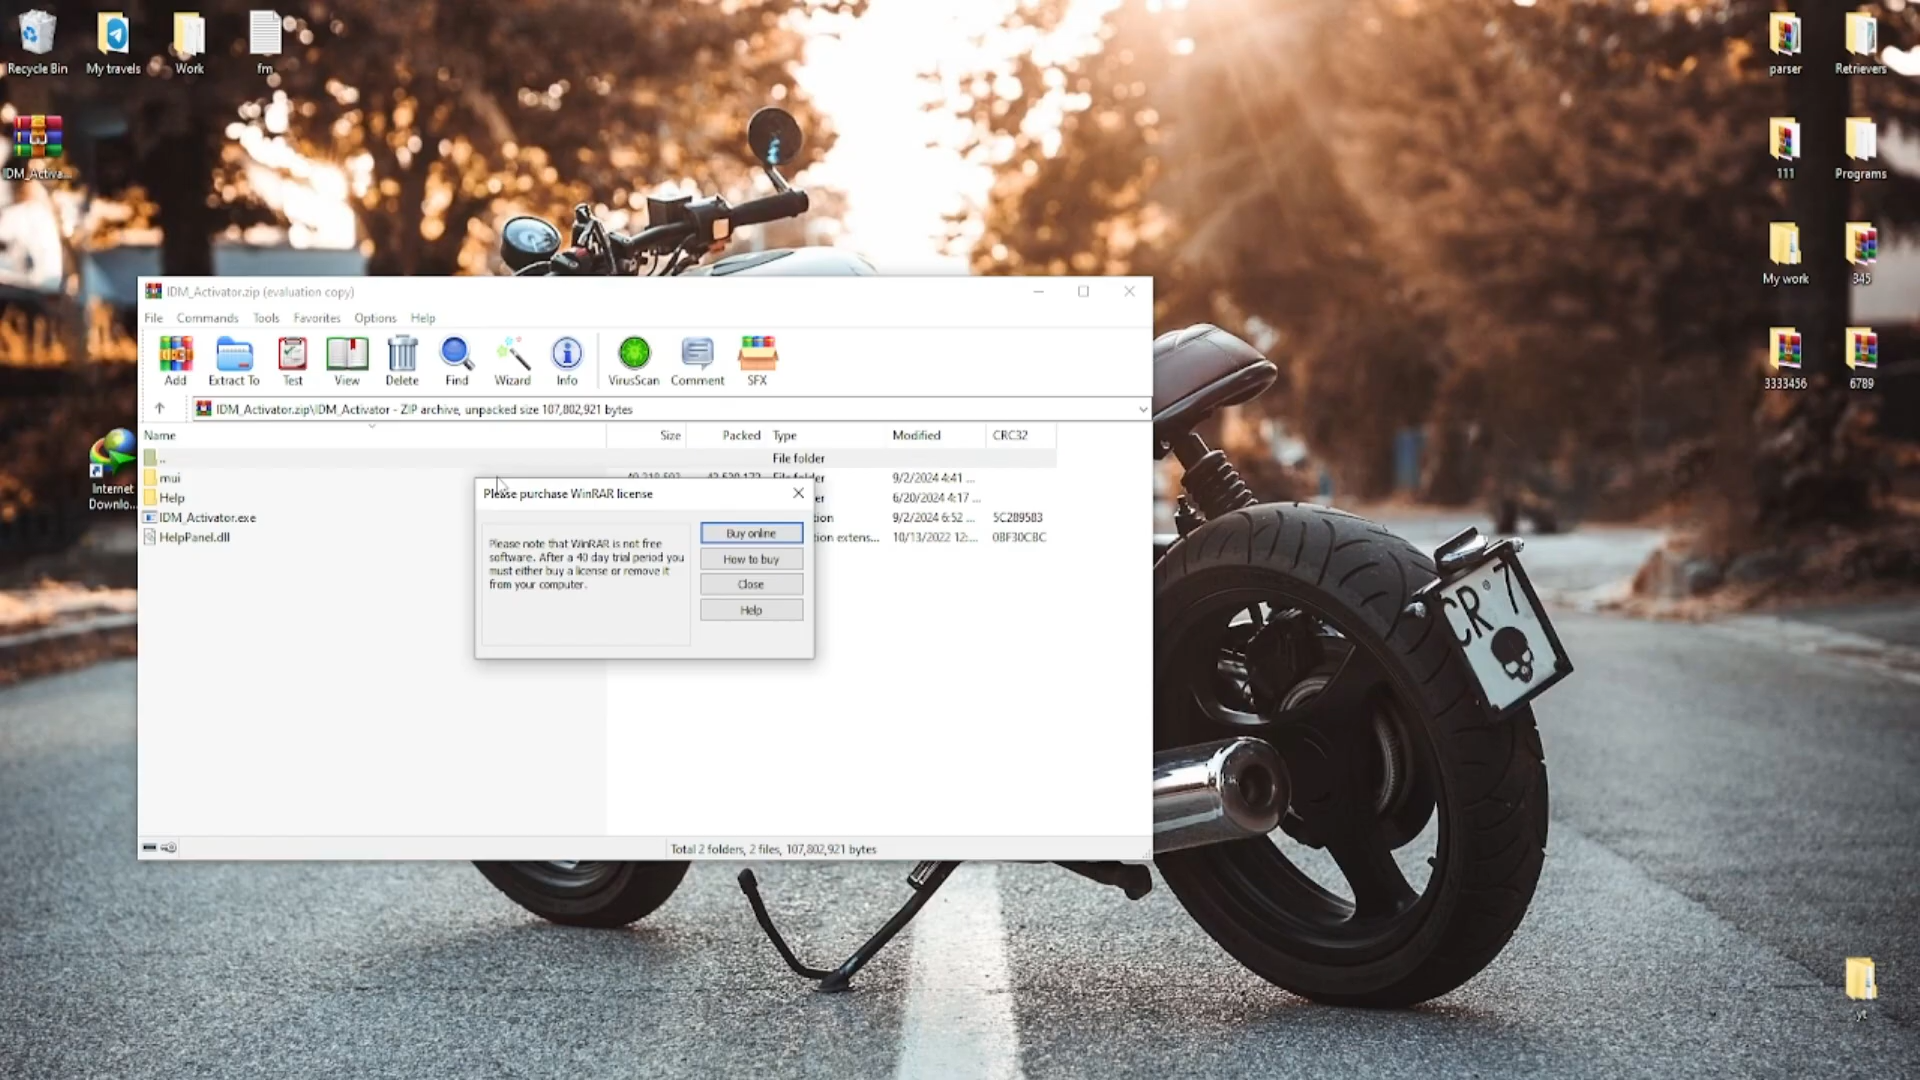 Recycle Bin
My travels
Work
fm
parser
Retrievers
IDM_Activa...
111
Programs
My work
345
3333456
6789
Internet
Downlo...
yt
IDM_Activator.zip (evaluation copy)
File Commands Tools Favorites Options Help
Add Extract To Test View Delete Find Wizard Info VirusScan Comment SFX
IDM_Activator.zip\IDM_Activator - ZIP archive, unpacked size 107,802,921 bytes
Name Size Packed Type Modified CRC32
.. File folder
mui 9/2/2024 4:41 ...
Help 6/20/2024 4:17 ...
IDM_Activator.exe tion 9/2/2024 6:52 ... 5C289583
HelpPanel.dll tion extens... 10/13/2022 12:... 0BF30C8C
Please purchase WinRAR license
Please note that WinRAR is not free
software. After a 40 day trial period you
must either buy a license or remove it
from your computer.
Buy online
How to buy
Close
Help
Total 2 folders, 2 files, 107,802,921 bytes
CR 7